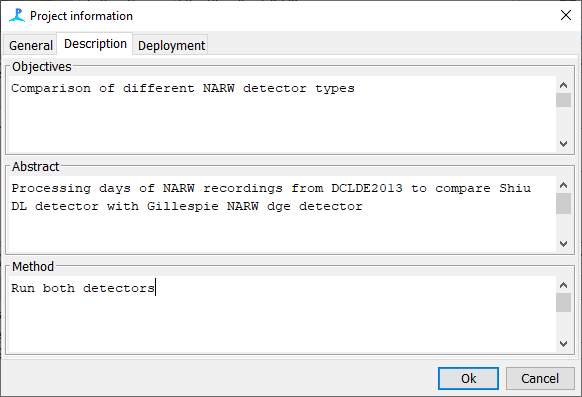 Project information
General Description Deployment
Objectives
Comparison of different NARW detector types
Abstract
Processing days of NARW recordings from DCLDE2013 to compare Shiu
DL detector with Gillespie NARW dge detector
Method
Run both detectors
Ok Cancel